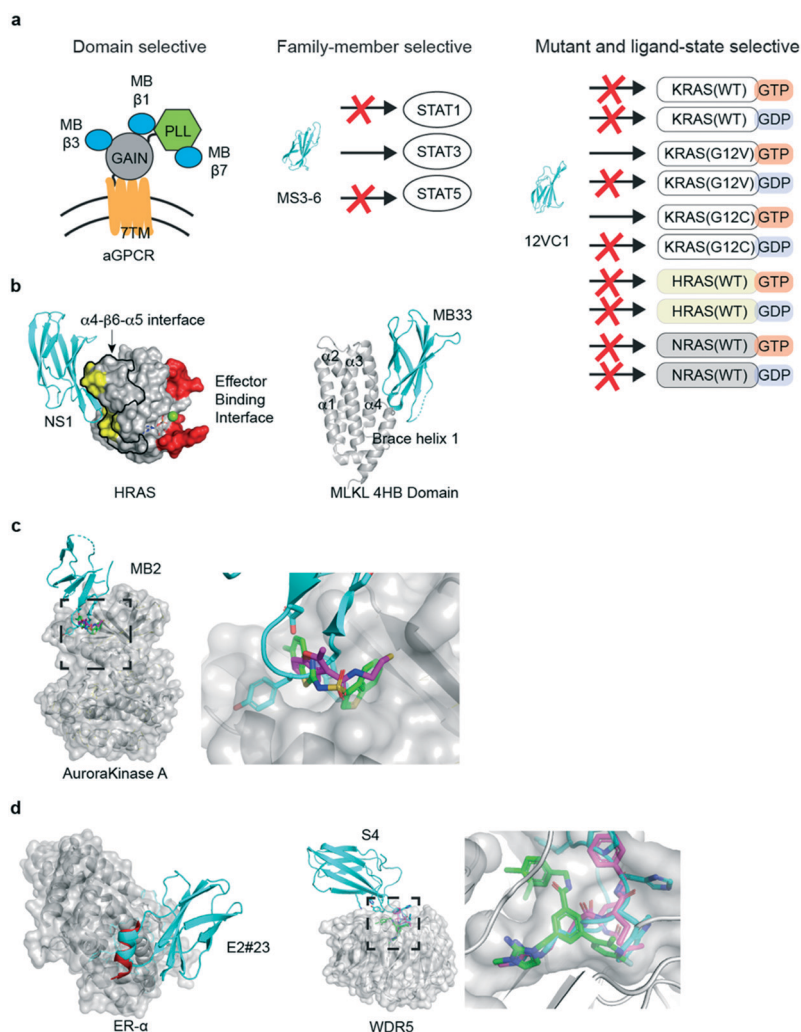 a
Domain selective
MB
β1
MB
β3
PLL
GAIN
MB
β7
7TM
aGPCR
Family-member selective
STAT1
STAT3
MS3-6
STAT5
Mutant and ligand-state selective
KRAS(WT) GTP
KRAS(WT) GDP
KRAS(G12V) GTP
KRAS(G12V) GDP
12VC1
KRAS(G12C) GTP
KRAS(G12C) GDP
HRAS(WT) GTP
HRAS(WT) GDP
NRAS(WT) GTP
NRAS(WT) GDP
b
α4-β6-α5 interface
NS1
Effector
Binding
Interface
HRAS
MB33
α2
α3
α1
α4
Brace helix 1
MLKL 4HB Domain
c
MB2
AuroraKinase A
d
E2#23
ER-α
S4
WDR5